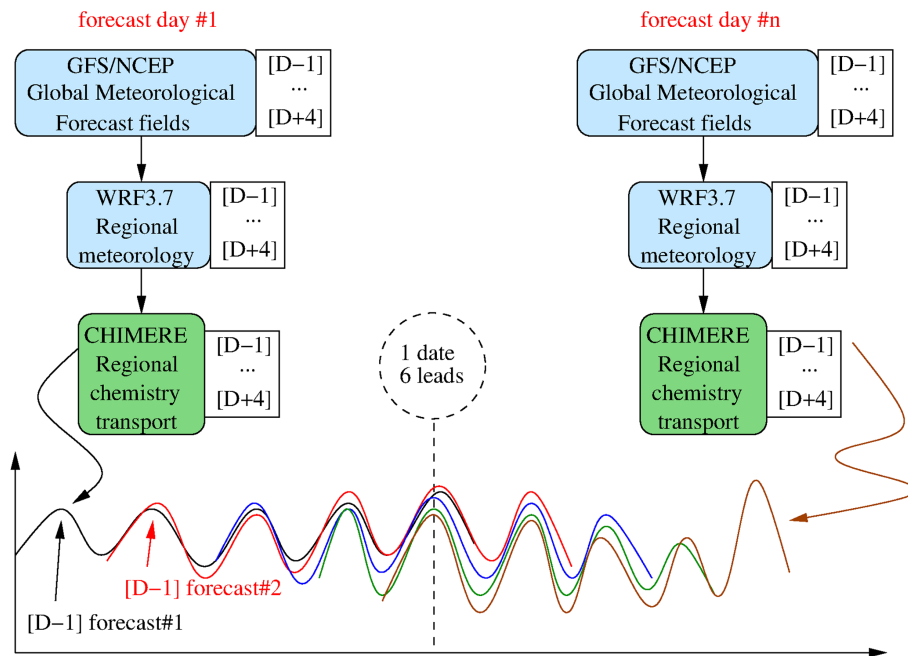 forecast day #1
GFS/NCEP
Global Meteorological
Forecast fields
[D−1]
...
[D+4]
WRF3.7
Regional
meteorology
[D−1]
...
[D+4]
CHIMERE
Regional
chemistry
transport
[D−1]
...
[D+4]
1 date
6 leads
forecast day #n
GFS/NCEP
Global Meteorological
Forecast fields
[D−1]
...
[D+4]
WRF3.7
Regional
meteorology
[D−1]
...
[D+4]
CHIMERE
Regional
chemistry
transport
[D−1]
...
[D+4]
[D−1] forecast#2
[D−1] forecast#1